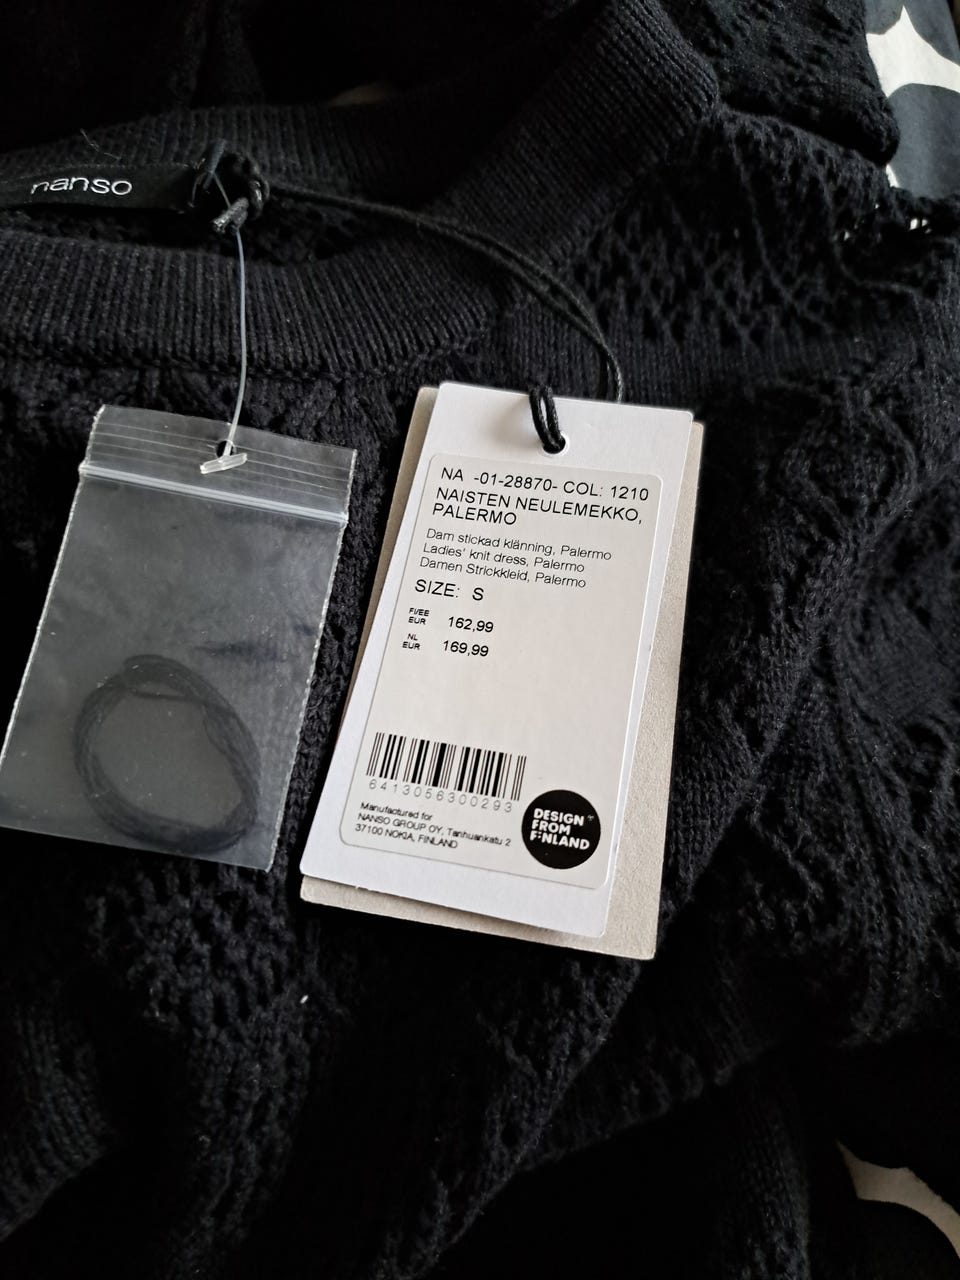 nanso
NA -01-28870- COL: 1210
NAISTEN NEULEMEKKO,
PALERMO
Dam stickad klänning, Palermo
Ladies' knit dress, Palermo
Damen Strickkleid, Palermo
SIZE: S
FI/EE
EUR 162,99
NL
EUR 169,99
6413056300293
Manufactured for
NANSO GROUP OY, Tanhuankatu 2
37100 NOKIA, FINLAND
DESIGN+
FROM
FINLAND